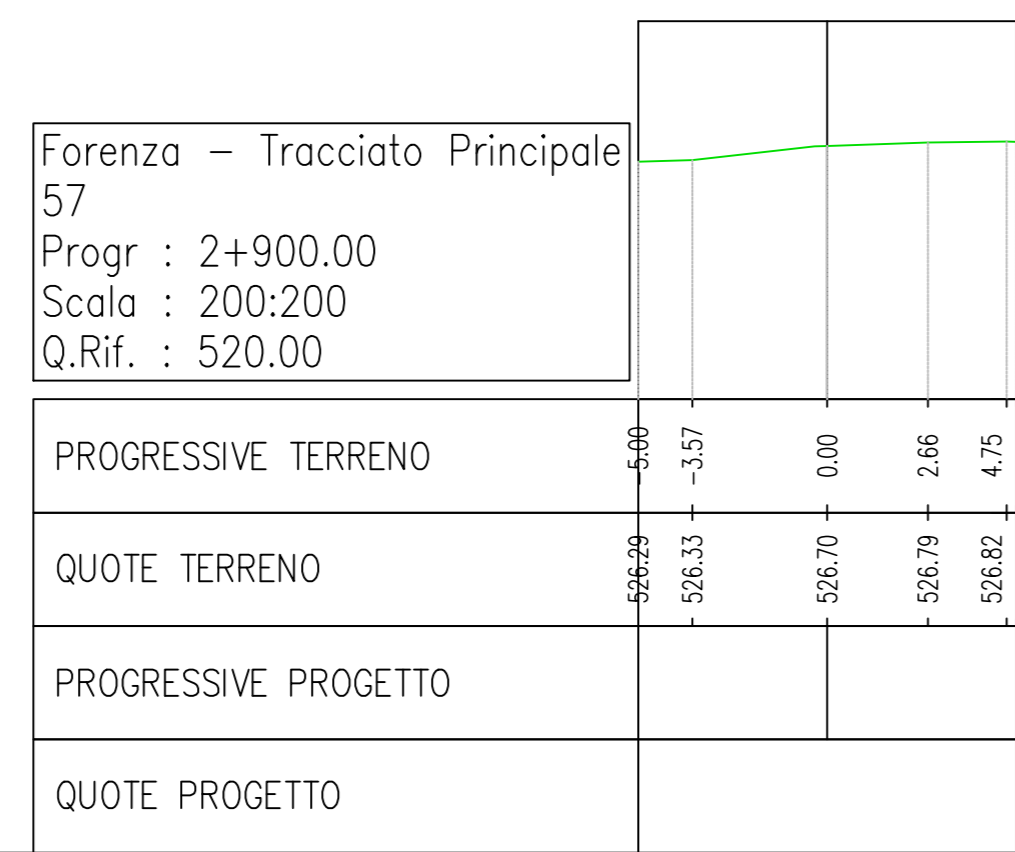 Forenza – Tracciato Principale
57
Progr : 2+900.00
Scala : 200:200
Q.Rif. : 520.00
PROGRESSIVE TERRENO -5.00 -3.57 0.00 2.66 4.75
QUOTE TERRENO 526.29 526.33 526.70 526.79 526.82
PROGRESSIVE PROGETTO
QUOTE PROGETTO